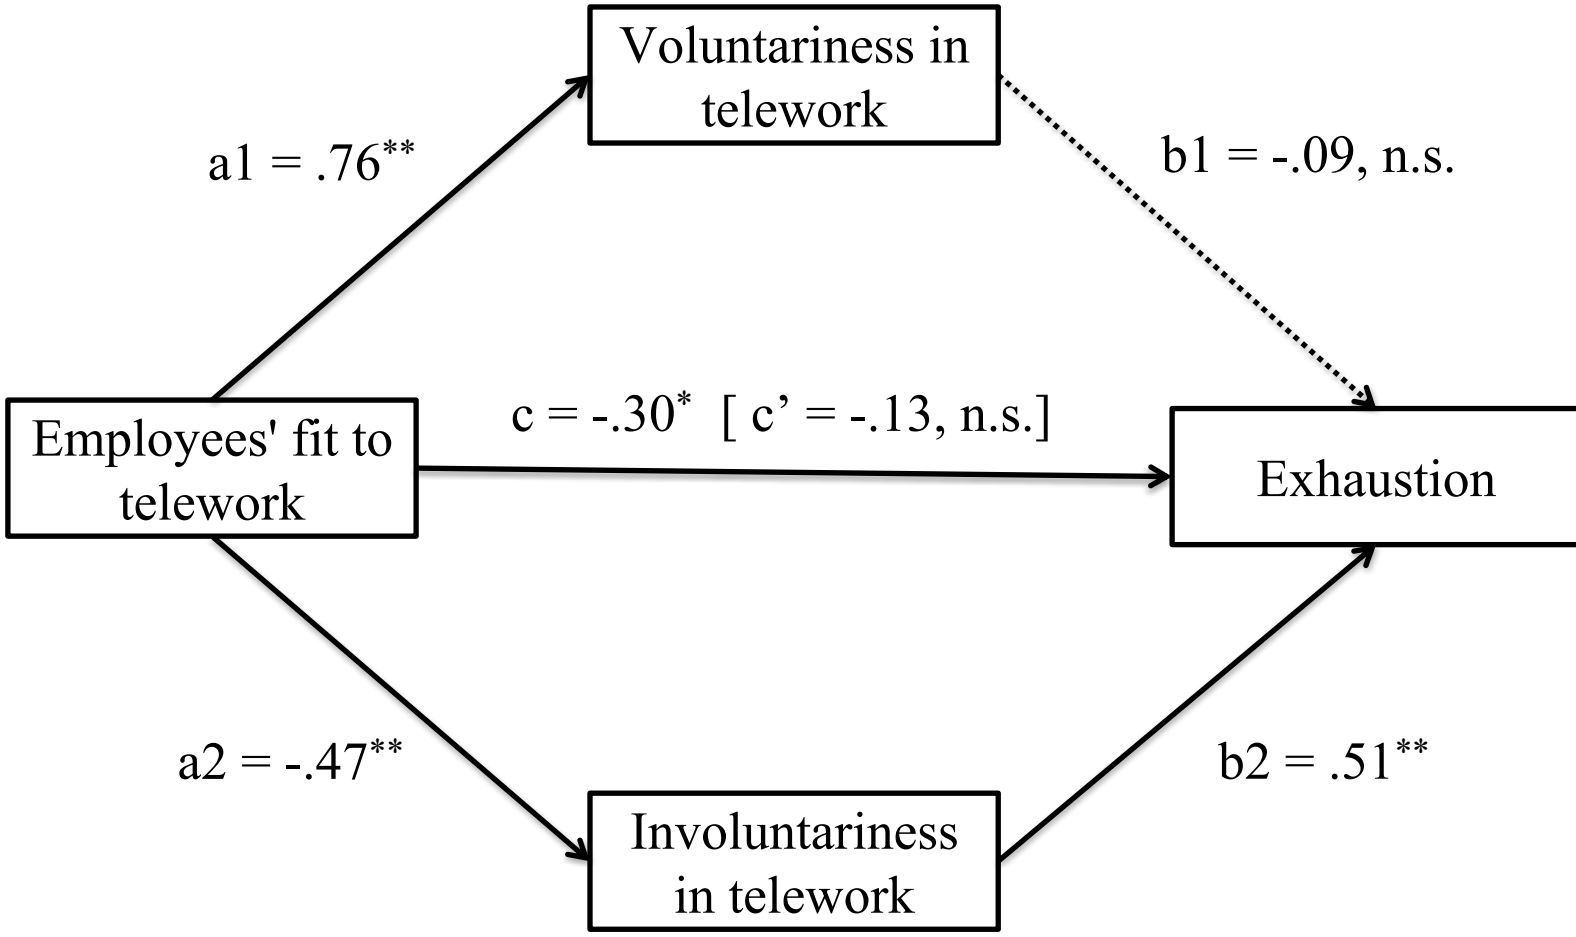 Voluntariness in
telework
a1 = .76**
b1 = -.09, n.s.
c = -.30* [ c’ = -.13, n.s.]
Employees' fit to
telework
Exhaustion
a2 = -.47**
b2 = .51**
Involuntariness
in telework